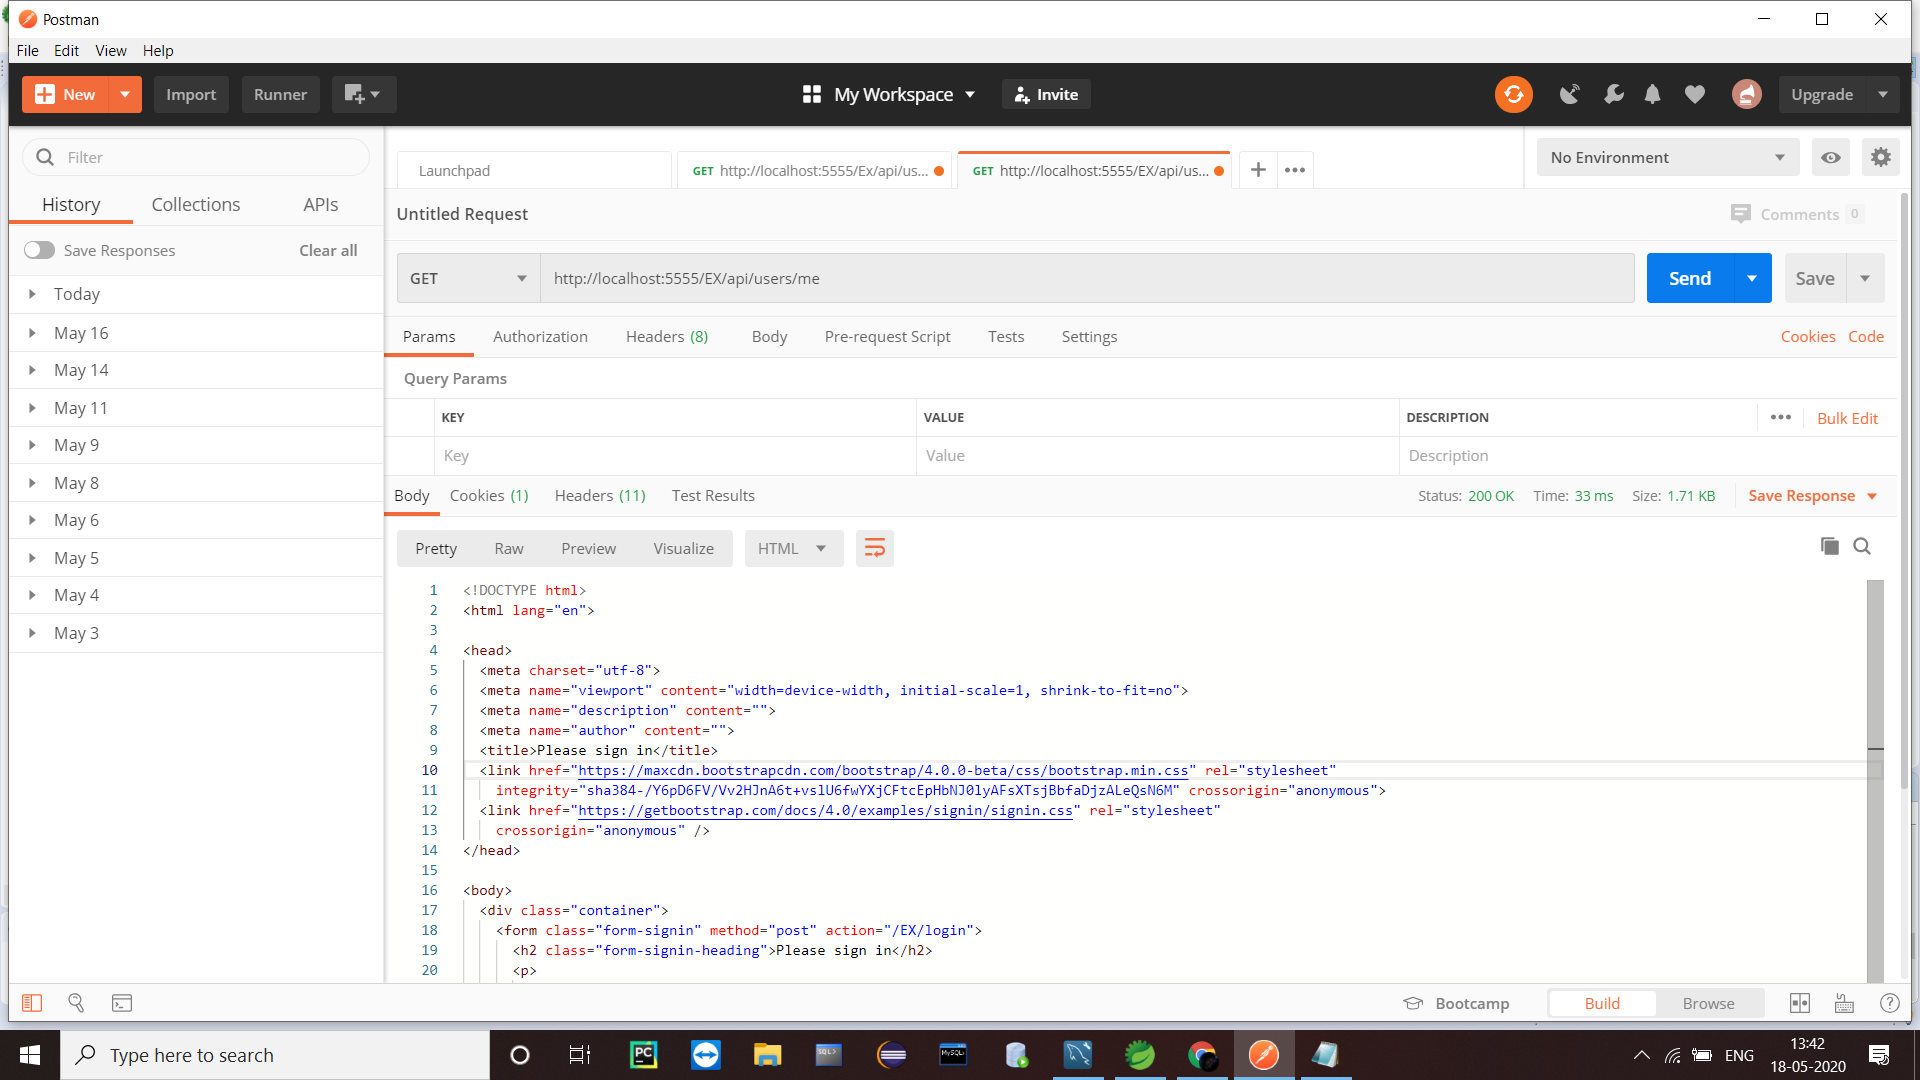 Postman
File Edit View Help
New Import Runner My Workspace Invite Upgrade
Filter
History Collections APIs
Save Responses Clear all
Today
May 16
May 14
May 11
May 9
May 8
May 6
May 5
May 4
May 3
Launchpad GET http://localhost:5555/Ex/api/us... GET http://localhost:5555/EX/api/us... No Environment
Untitled Request Comments 0
GET http://localhost:5555/EX/api/users/me Send Save
Params Authorization Headers (8) Body Pre-request Script Tests Settings Cookies Code
Query Params
KEY VALUE DESCRIPTION Bulk Edit
Key Value Description
Body Cookies (1) Headers (11) Test Results Status: 200 OK Time: 33 ms Size: 1.71 KB Save Response
Pretty Raw Preview Visualize HTML
1 <!DOCTYPE html>
2 <html lang="en">
3
4 <head>
5 <meta charset="utf-8">
6 <meta name="viewport" content="width=device-width, initial-scale=1, shrink-to-fit=no">
7 <meta name="description" content="">
8 <meta name="author" content="">
9 <title>Please sign in</title>
10 <link href="https://maxcdn.bootstrapcdn.com/bootstrap/4.0.0-beta/css/bootstrap.min.css" rel="stylesheet"
11 integrity="sha384-/Y6pD6FV/Vv2HJnA6t+vslU6fwYXjCFtcEpHbNJ0lyAFsXTsjBbfaDjzALeQsN6M" crossorigin="anonymous">
12 <link href="https://getbootstrap.com/docs/4.0/examples/signin/signin.css" rel="stylesheet"
13 crossorigin="anonymous" />
14 </head>
15
16 <body>
17 <div class="container">
18 <form class="form-signin" method="post" action="/EX/login">
19 <h2 class="form-signin-heading">Please sign in</h2>
20 <p>
Bootcamp Build Browse
Type here to search
PC
SQL>
MySQL
ENG
13:42
18-05-2020